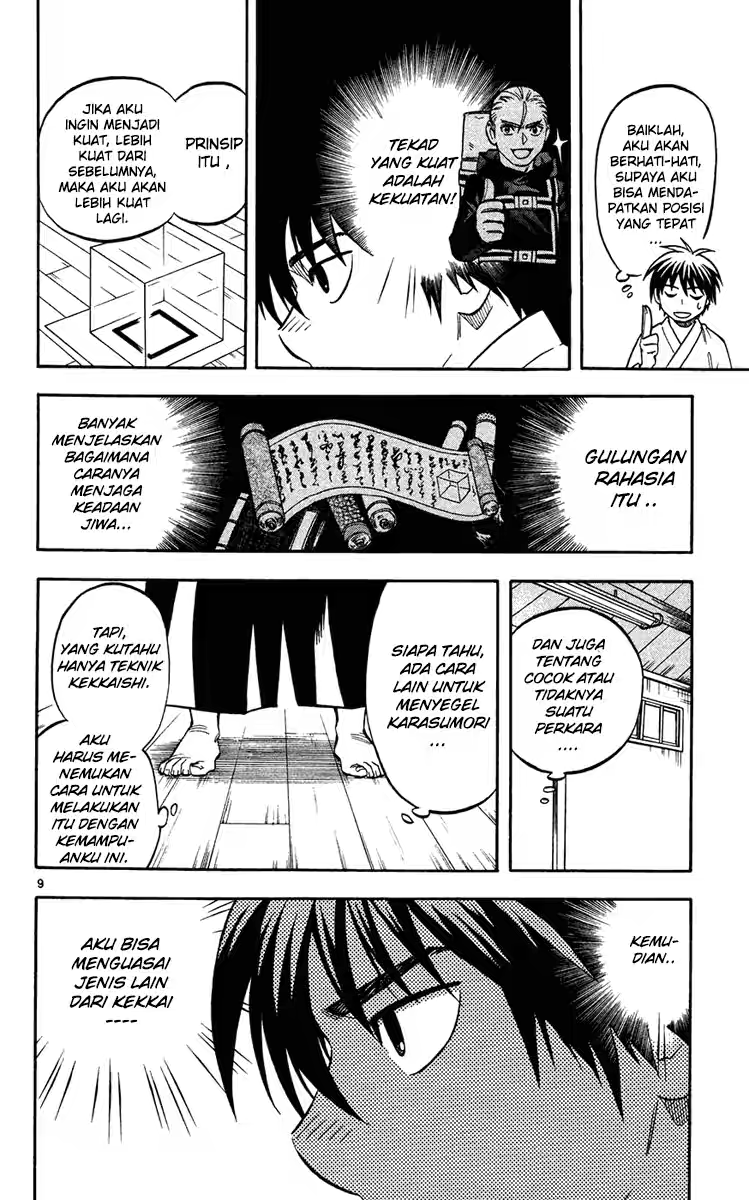 BAIKLAH,
AKU AKAN
BERHATI-HATI,
SUPAYA AKU
BISA MENDA-
PATKAN POSISI
YANG TEPAT
...
TEKAD
YANG KUAT
ADALAH
KEKUATAN!
PRINSIP
ITU ,
JIKA AKU
INGIN MENJADI
KUAT, LEBIH
KUAT DARI
SEBELUMNYA,
MAKA AKU AKAN
LEBIH KUAT
LAGI.
GULUNGAN
RAHASIA
ITU ..
BANYAK
MENJELASKAN
BAGAIMANA
CARANYA
MENJAGA
KEADAAN
JIWA...
DAN JUGA
TENTANG
COCOK ATAU
TIDAKNYA
SUATU
PERKARA
....
SIAPA TAHU,
ADA CARA
LAIN UNTUK
MENYEGEL
KARASUMORI
...
TAPI,
YANG KUTAHU
HANYA TEKNIK
KEKKAISHI.
AKU
HARUS ME-
NEMUKAN
CARA UNTUK
MELAKUKAN
ITU DENGAN
KEMAMPU-
ANKU INI.
9
KEMU-
DIAN..
AKU BISA
MENGUASAI
JENIS LAIN
DARI KEKKAI
----